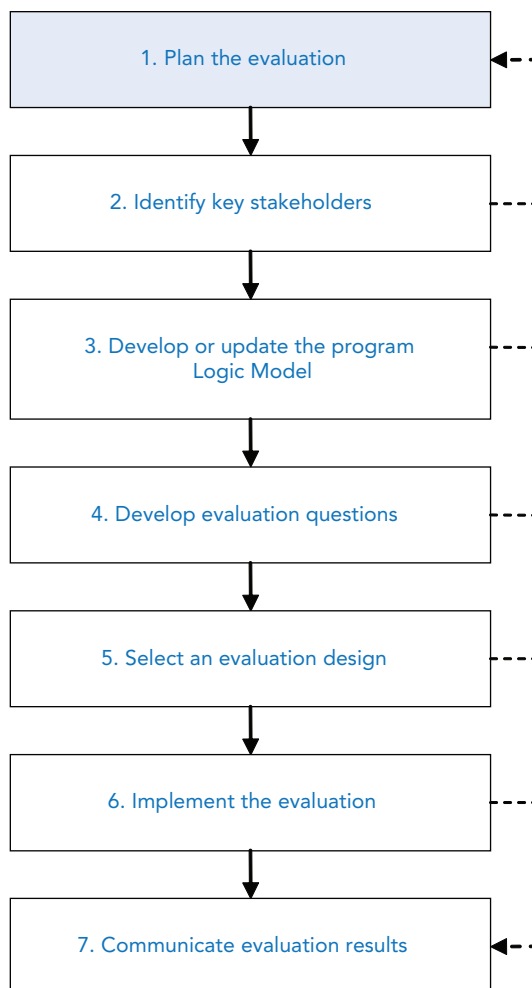 1. Plan the evaluation
2. Identify key stakeholders
3. Develop or update the program
Logic Model
4. Develop evaluation questions
5. Select an evaluation design
6. Implement the evaluation
7. Communicate evaluation results